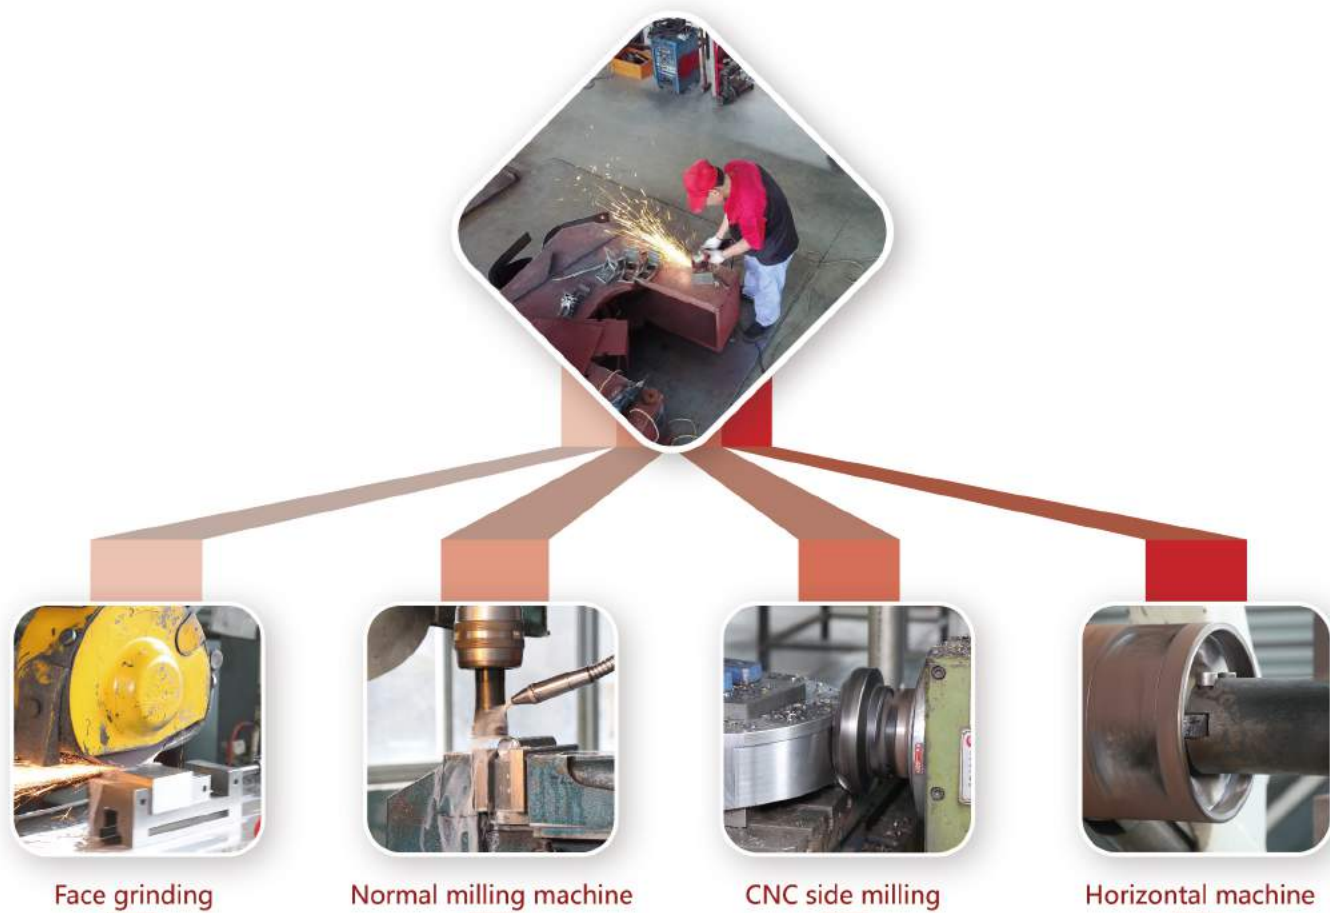 Face grinding
Normal milling machine
CNC side milling
Horizontal machine